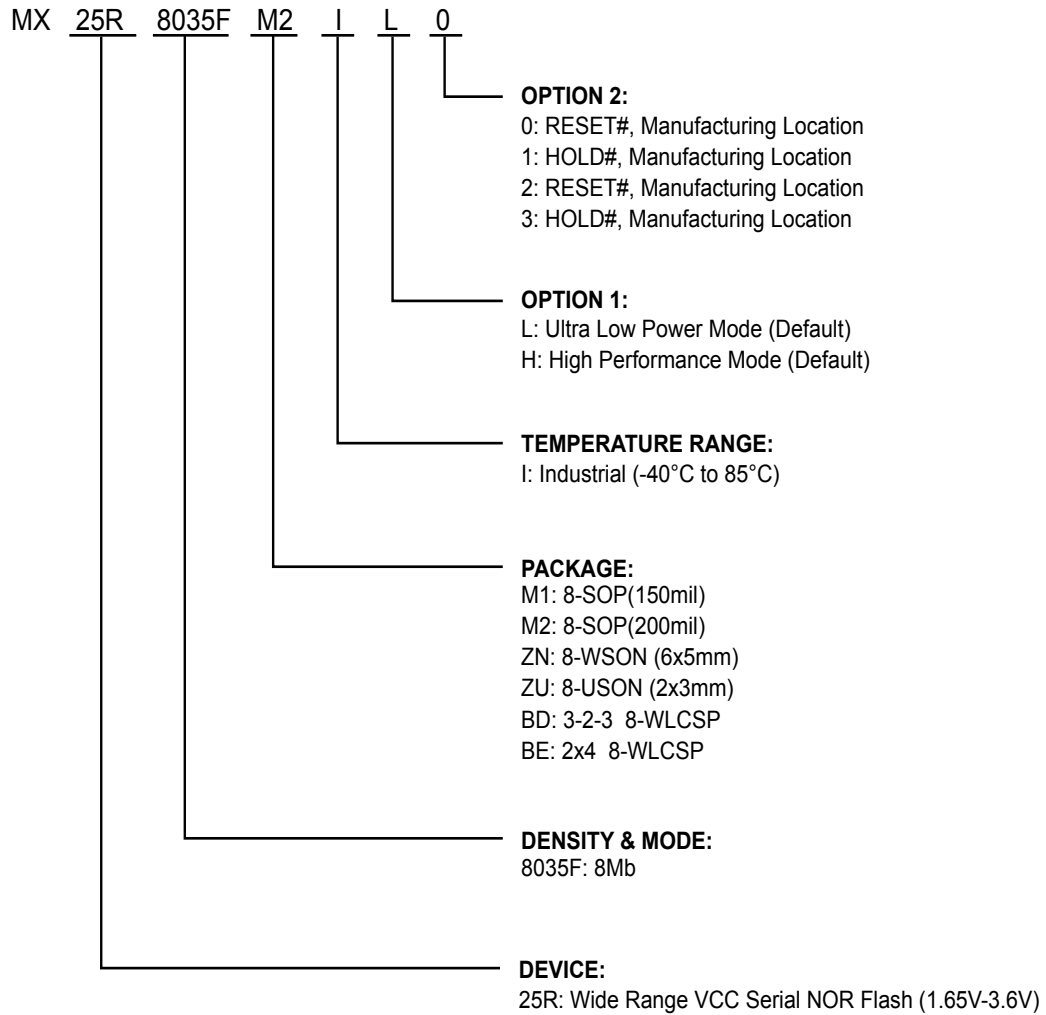 MX 25R 8035F M2 I L 0
OPTION 2:
0: RESET#, Manufacturing Location
1: HOLD#, Manufacturing Location
2: RESET#, Manufacturing Location
3: HOLD#, Manufacturing Location
OPTION 1:
L: Ultra Low Power Mode (Default)
H: High Performance Mode (Default)
TEMPERATURE RANGE:
I: Industrial (-40°C to 85°C)
PACKAGE:
M1: 8-SOP(150mil)
M2: 8-SOP(200mil)
ZN: 8-WSON (6x5mm)
ZU: 8-USON (2x3mm)
BD: 3-2-3 8-WLCSP
BE: 2x4 8-WLCSP
DENSITY & MODE:
8035F: 8Mb
DEVICE:
25R: Wide Range VCC Serial NOR Flash (1.65V-3.6V)